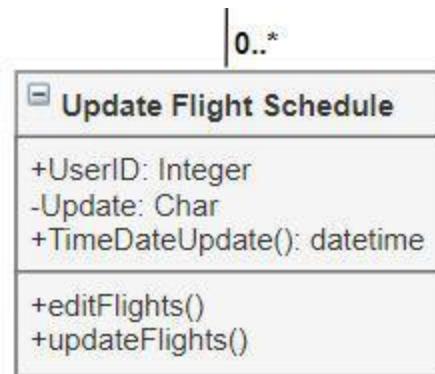 0..*
Update Flight Schedule
+UserID: Integer
-Update: Char
+TimeDateUpdate(): datetime
+editFlights()
+updateFlights()